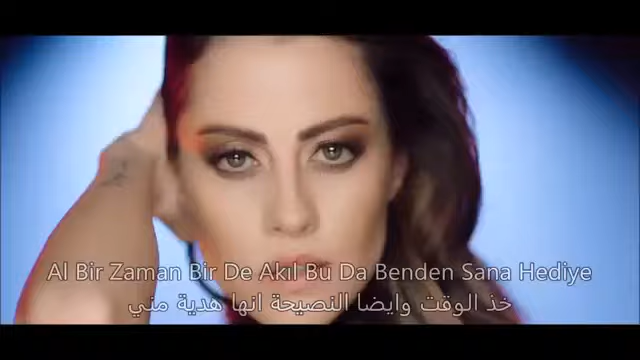 Al Bir Zaman Bir De Akıl Bu Da Benden Sana Hediye
خذ الوقت وايضا النصيحة انها هدية مني